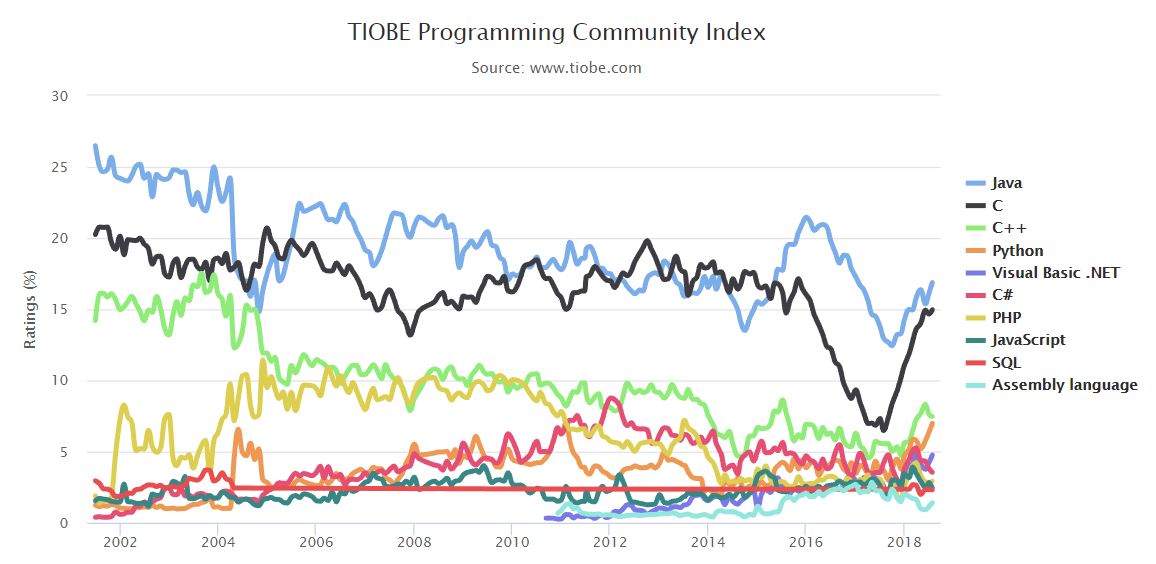 TIOBE Programming Community Index
Source: www.tiobe.com
Ratings (%)
30
25
20
15
10
5
0
2002 2004 2006 2008 2010 2012 2014 2016 2018
Java
C
C++
Python
Visual Basic .NET
C#
PHP
JavaScript
SQL
Assembly language